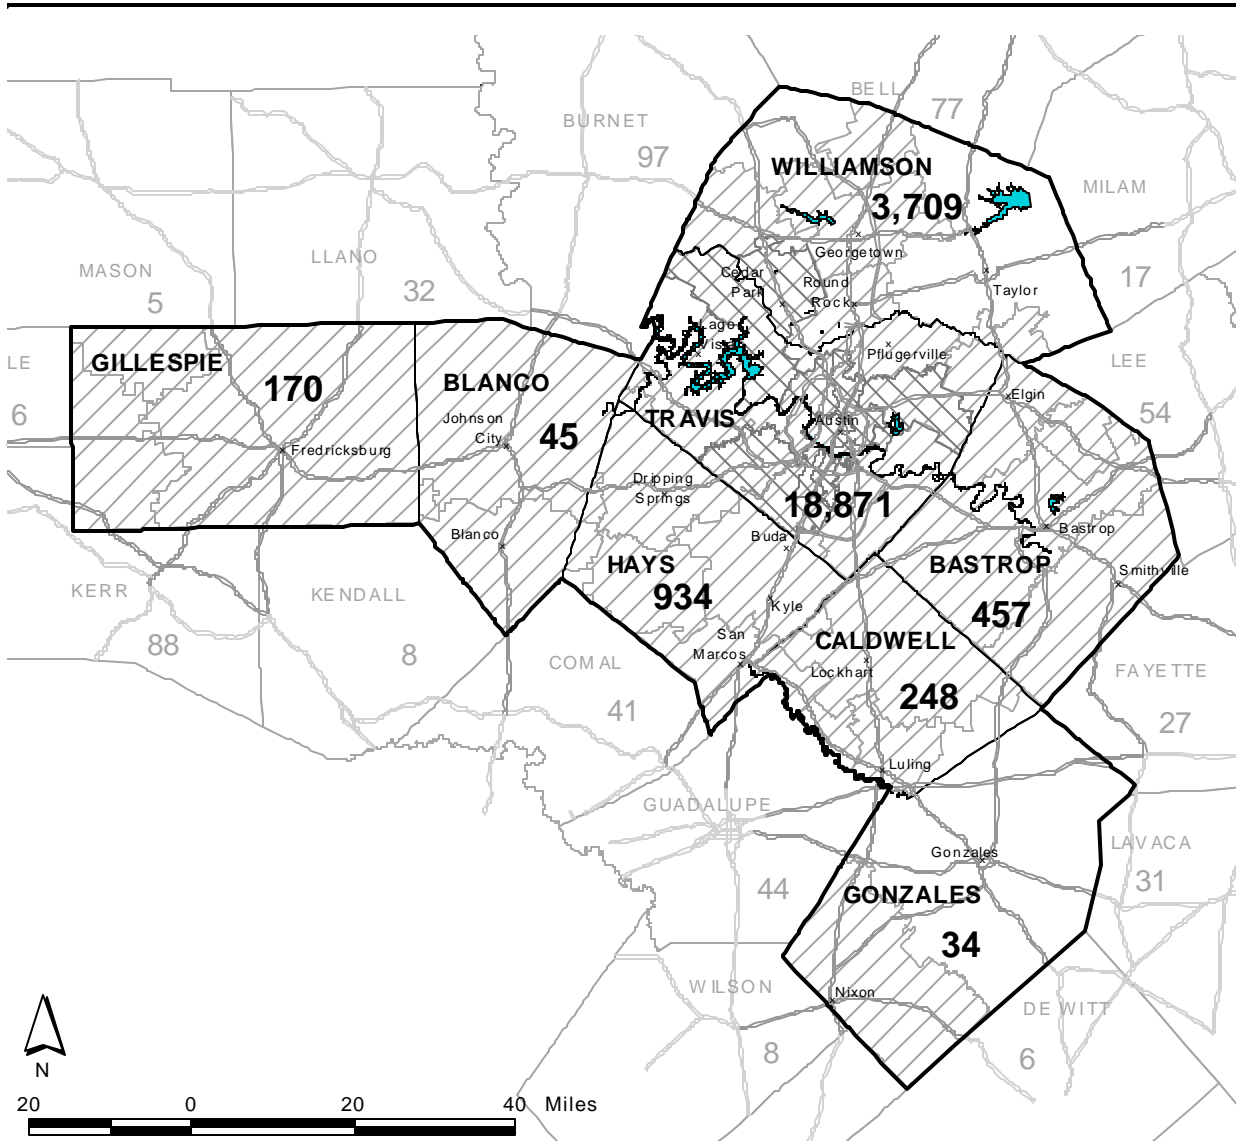 BELL
77
BURNET
97
WILLIAMSON
3,709
MILAM
Georgetown
LLANO
32
MASON
5
Cedar
Park
Round
Rock
Taylor
17
Lago
Vista
Pflugerville
GILLESPIE
170
BLANCO
45
LE
6
LEE
54
Elgin
Johnson
City
TRAVIS
Austin
Fredricksburg
Dripping
Springs
18,871
Bastrop
Blanco
Buda
HAYS
934
BASTROP
457
Smithville
KERR
88
KENDALL
8
Kyle
San
Marcos
CALDWELL
Lockhart
248
COMAL
41
FAYETTE
27
Luling
GUADALUPE
44
Gonzales
LAVACA
31
GONZALES
34
WILSON
8
Nixon
DE WITT
6
N
20 0 20 40 Miles